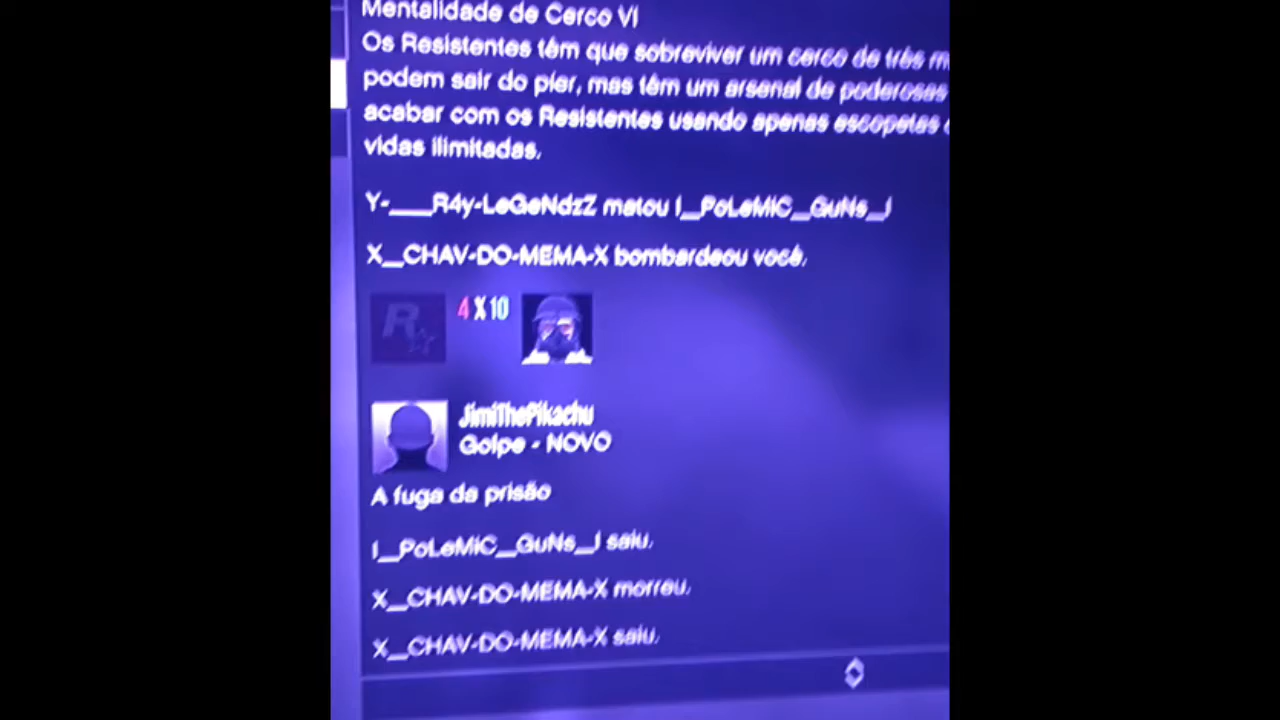 Mentalidade de Cerco VI
Os Resistentes têm que sobreviver um cerco de três
podem sair do píer, mas têm um arsenal de poderosas
acabar com os Resistentes usando apenas escopetas
vidas ilimitadas.
Y-___R4y-LeGeNdzZ matou I__PoLeMiC__GuNs_I
X__CHAV-DO-MEMA-X bombardeou você.
R 4 X 10
JimiThePikachu
Golpe - NOVO
A fuga da prisão
I__PoLeMiC__GuNs_I saiu.
X__CHAV-DO-MEMA-X morreu.
X__CHAV-DO-MEMA-X saiu.